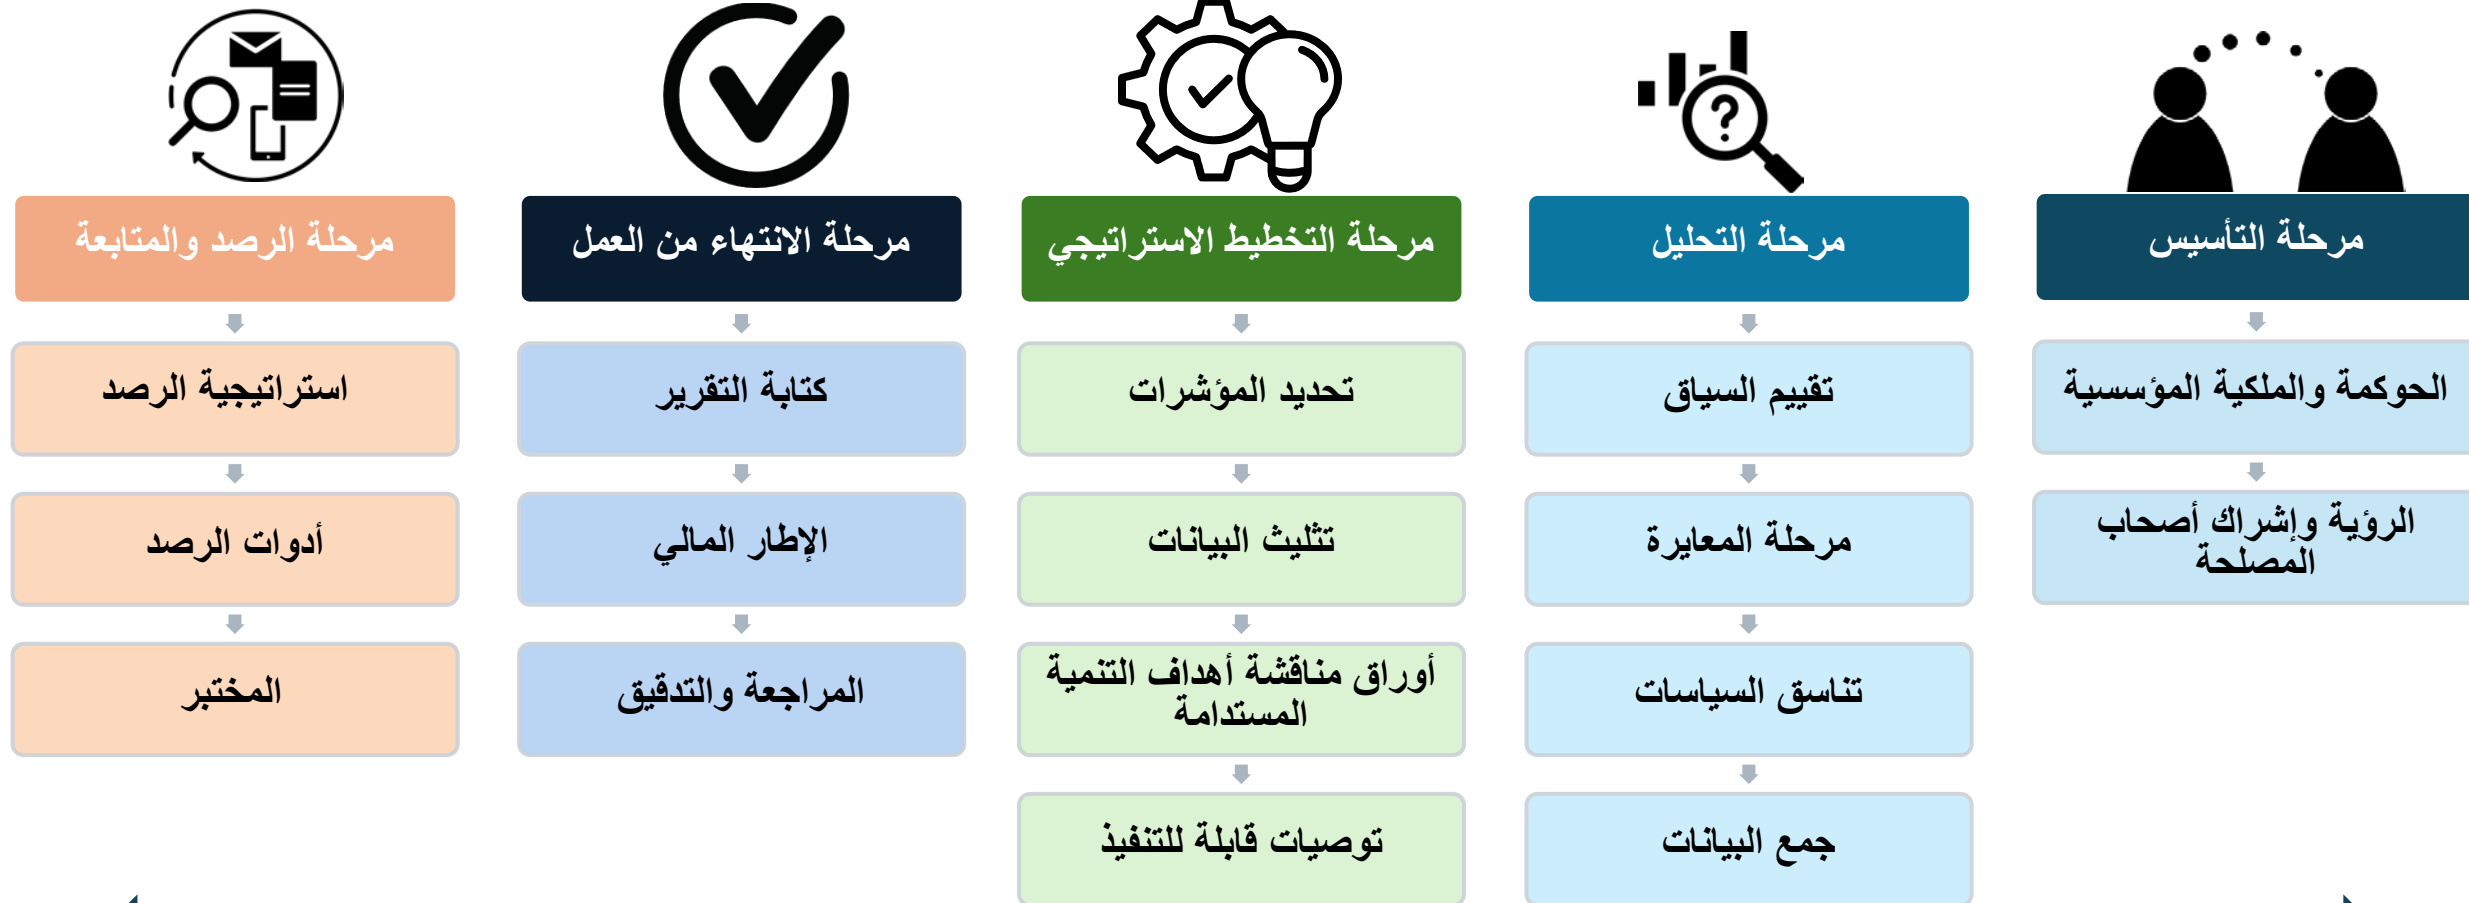 مرحلة التأسيس
الحوكمة والملكية المؤسسية
الرؤية وإشراك أصحاب
المصلحة
مرحلة التحليل
تقييم السياق
مرحلة المعايرة
تناسق السياسات
جمع البيانات
مرحلة التخطيط الاستراتيجي
تحديد المؤشرات
تثليث البيانات
أوراق مناقشة أهداف التنمية
المستدامة
توصيات قابلة للتنفيذ
مرحلة الانتهاء من العمل
كتابة التقرير
الإطار المالي
المراجعة والتدقيق
مرحلة الرصد والمتابعة
استراتيجية الرصد
أدوات الرصد
المختبر